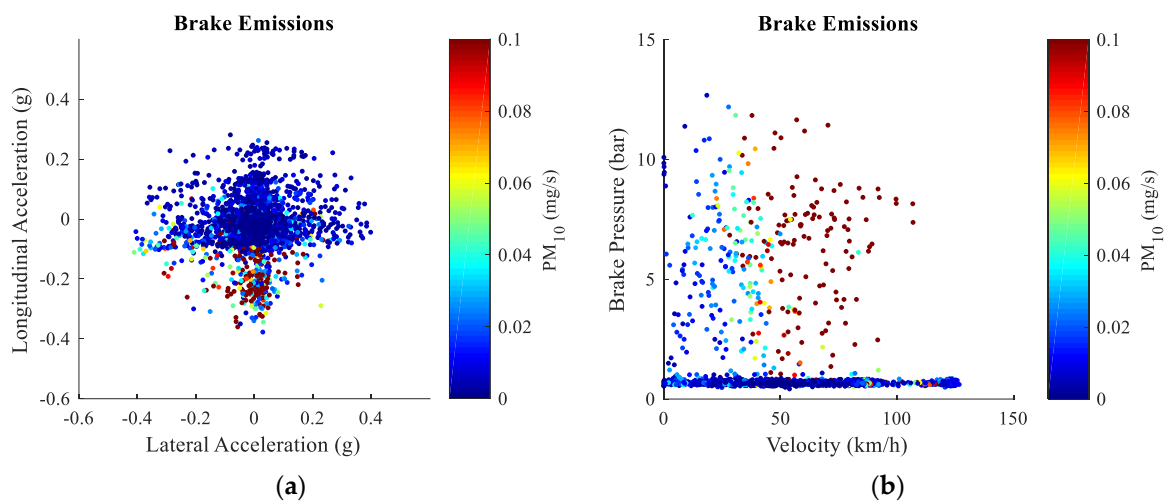 Brake Emissions
Longitudinal Acceleration (g)
0.4
0.2
0
-0.2
-0.4
-0.6
-0.6 -0.4 -0.2 0 0.2 0.4
Lateral Acceleration (g)
0.1
0.08
0.06
0.04
0.02
0
PM10 (mg/s)
(a)
Brake Emissions
Brake Pressure (bar)
15
10
5
0
0 50 100 150
Velocity (km/h)
0.1
0.08
0.06
0.04
0.02
0
PM10 (mg/s)
(b)